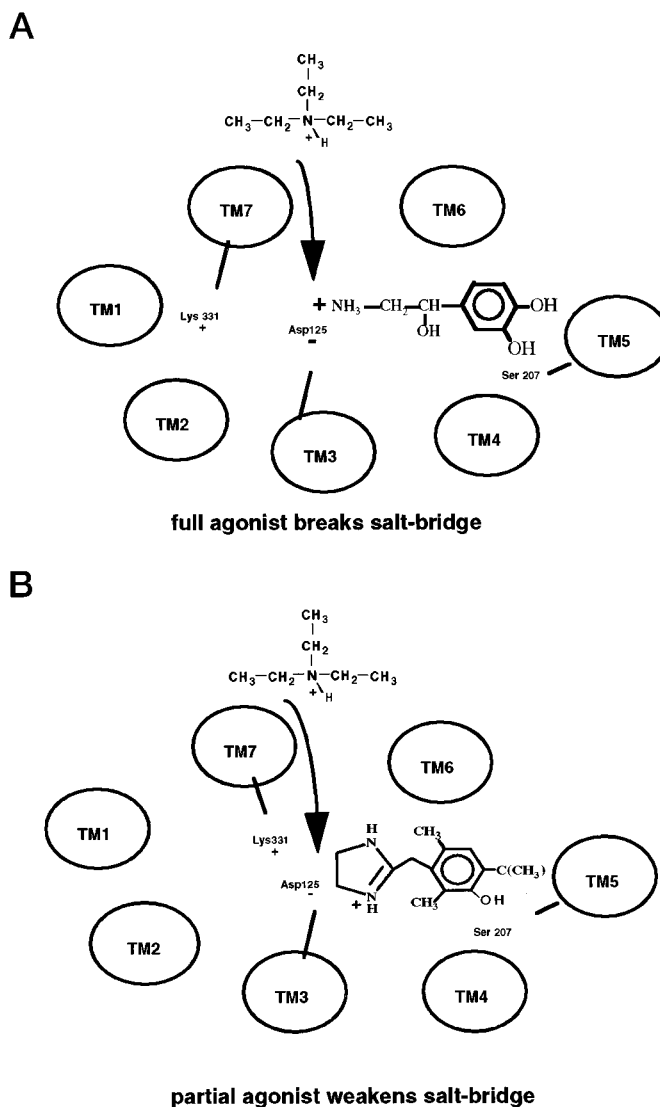 A
CH3
CH2
CH3-CH2-N-CH2-CH3
+ H
TM7
TM6
TM1
Lys 331
+
+ NH3-CH2-CH
OH
OH
OH
Asp125
-
TM5
Ser 207
TM2
TM3
TM4
full agonist breaks salt-bridge
B
CH3
CH2
CH3-CH2-N-CH2-CH3
+ H
TM7
TM6
TM1
Lys331
+
H
N
CH3
C(CH3)
TM5
Asp125
-
+
N
H
CH3
OH
Ser 207
TM2
TM3
TM4
partial agonist weakens salt-bridge